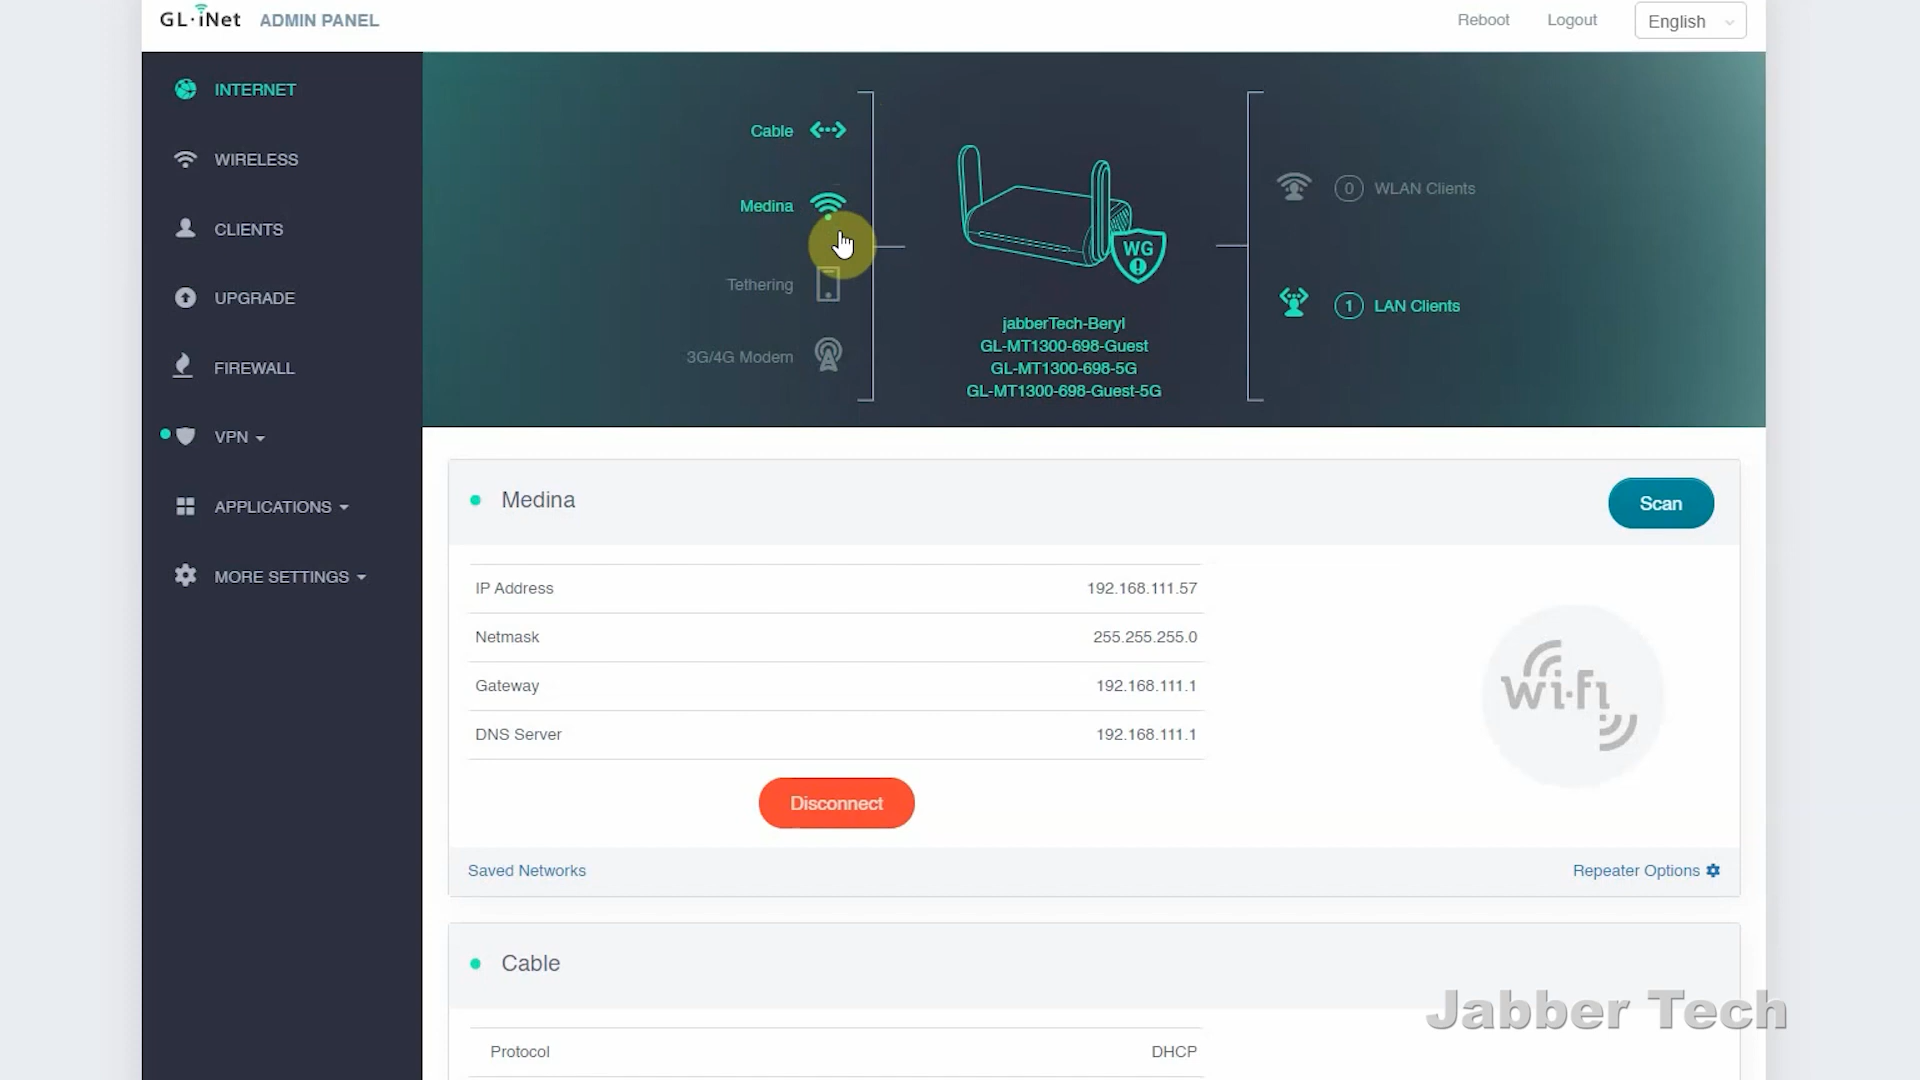 GL·iNet ADMIN PANEL
Reboot Logout English
INTERNET
WIRELESS
CLIENTS
UPGRADE
FIREWALL
VPN
APPLICATIONS
MORE SETTINGS
Cable
Medina
Tethering
3G/4G Modem
WG
jabberTech-Beryl
GL-MT1300-698-Guest
GL-MT1300-698-5G
GL-MT1300-698-Guest-5G
0 WLAN Clients
1 LAN Clients
Medina
Scan
IP Address 192.168.111.57
Netmask 255.255.255.0
Gateway 192.168.111.1
DNS Server 192.168.111.1
Wi-Fi
Disconnect
Saved Networks Repeater Options
Cable
Protocol DHCP
Jabber Tech